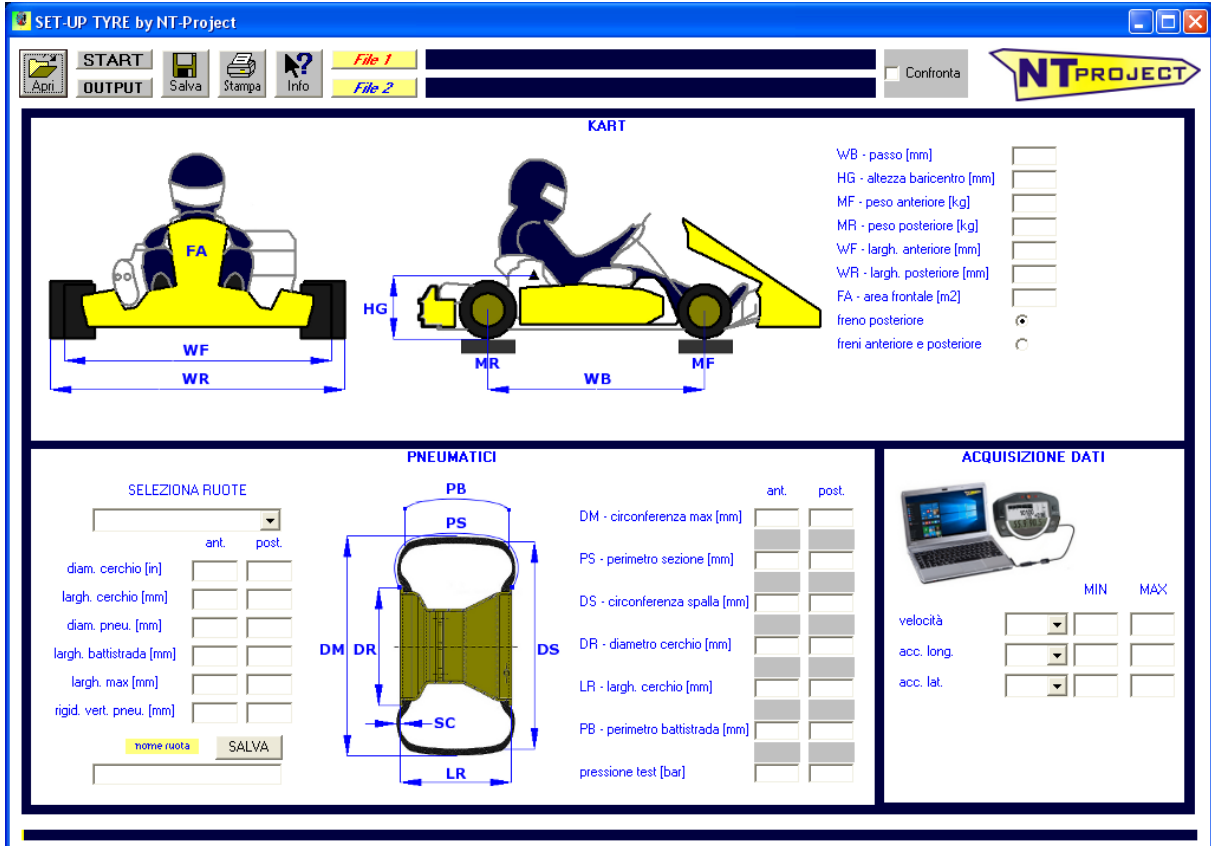 SET-UP TYRE by NT-Project
Apri
START
OUTPUT
Salva
Stampa
Info
File 1
File 2
Confronta
NTPROJECT
KART
FA
WF
WR
HG
MR
MF
WB
WB - passo [mm]
HG - altezza baricentro [mm]
MF - peso anteriore [kg]
MR - peso posteriore [kg]
WF - largh. anteriore [mm]
WR - largh. posteriore [mm]
FA - area frontale [m2]
freno posteriore
freni anteriore e posteriore
PNEUMATICI
SELEZIONA RUOTE
ant. post.
diam. cerchio [in]
largh. cerchio [mm]
diam. pneu. [mm]
largh. battistrada [mm]
largh. max [mm]
rigid. vert. pneu. [mm]
nome ruota
SALVA
PB
PS
DM DR DS
SC
LR
ant. post.
DM - circonferenza max [mm]
PS - perimetro sezione [mm]
DS - circonferenza spalla [mm]
DR - diametro cerchio [mm]
LR - largh. cerchio [mm]
PB - perimetro battistrada [mm]
pressione test [bar]
ACQUISIZIONE DATI
MIN MAX
velocità
acc. long.
acc. lat.